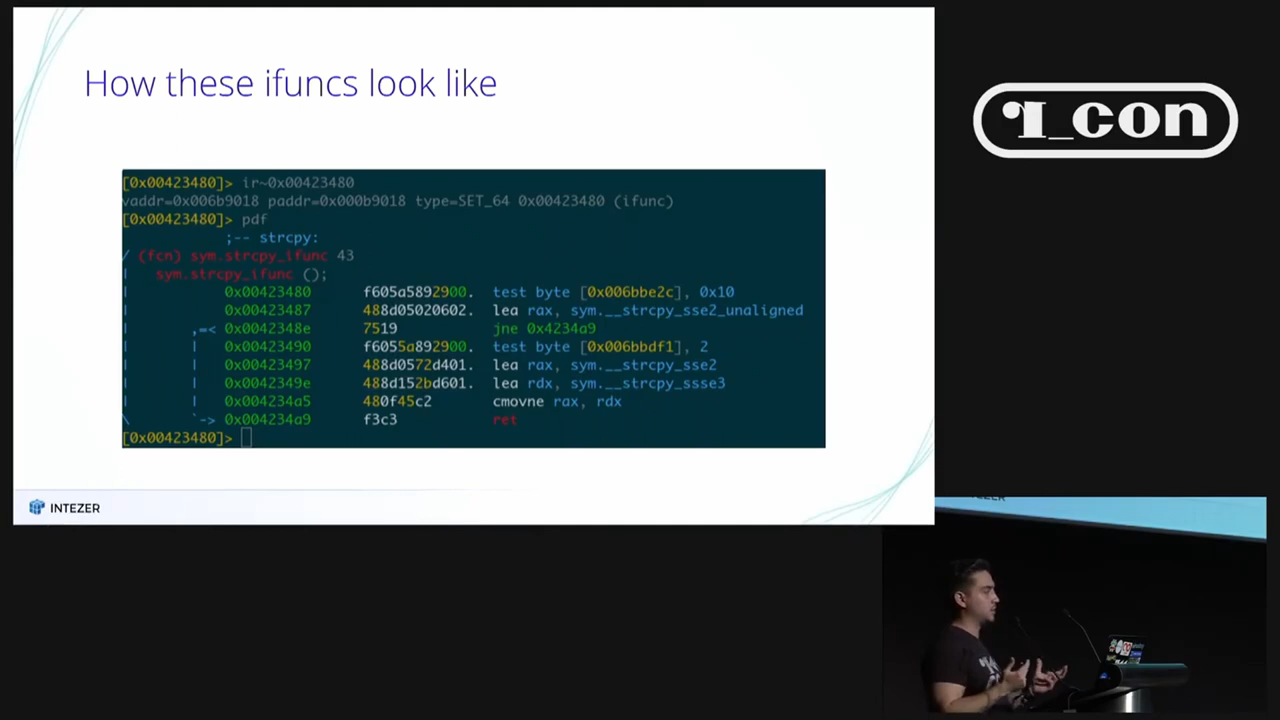 How these ifuncs look like
r_con
[0x00423480]> ir~0x00423480
vaddr=0x006b9018 paddr=0x000b9018 type=SET_64 0x00423480 (ifunc)
[0x00423480]> pdf
;-- strcpy:
/ (fcn) sym.strcpy_ifunc 43
|   sym.strcpy_ifunc ();
|           0x00423480      f605a5892900.  test byte [0x006bbe2c], 0x10
|           0x00423487      488d05020602.  lea rax, sym.__strcpy_sse2_unaligned
|       ,=< 0x0042348e      7519           jne 0x4234a9
|       |   0x00423490      f6055a892900.  test byte [0x006bbdf1], 2
|       |   0x00423497      488d0572d401.  lea rax, sym.__strcpy_sse2
|       |   0x0042349e      488d152bd601.  lea rdx, sym.__strcpy_ssse3
|       |   0x004234a5      480f45c2       cmovne rax, rdx
\       `-> 0x004234a9      f3c3           ret
[0x00423480]>
INTEZER